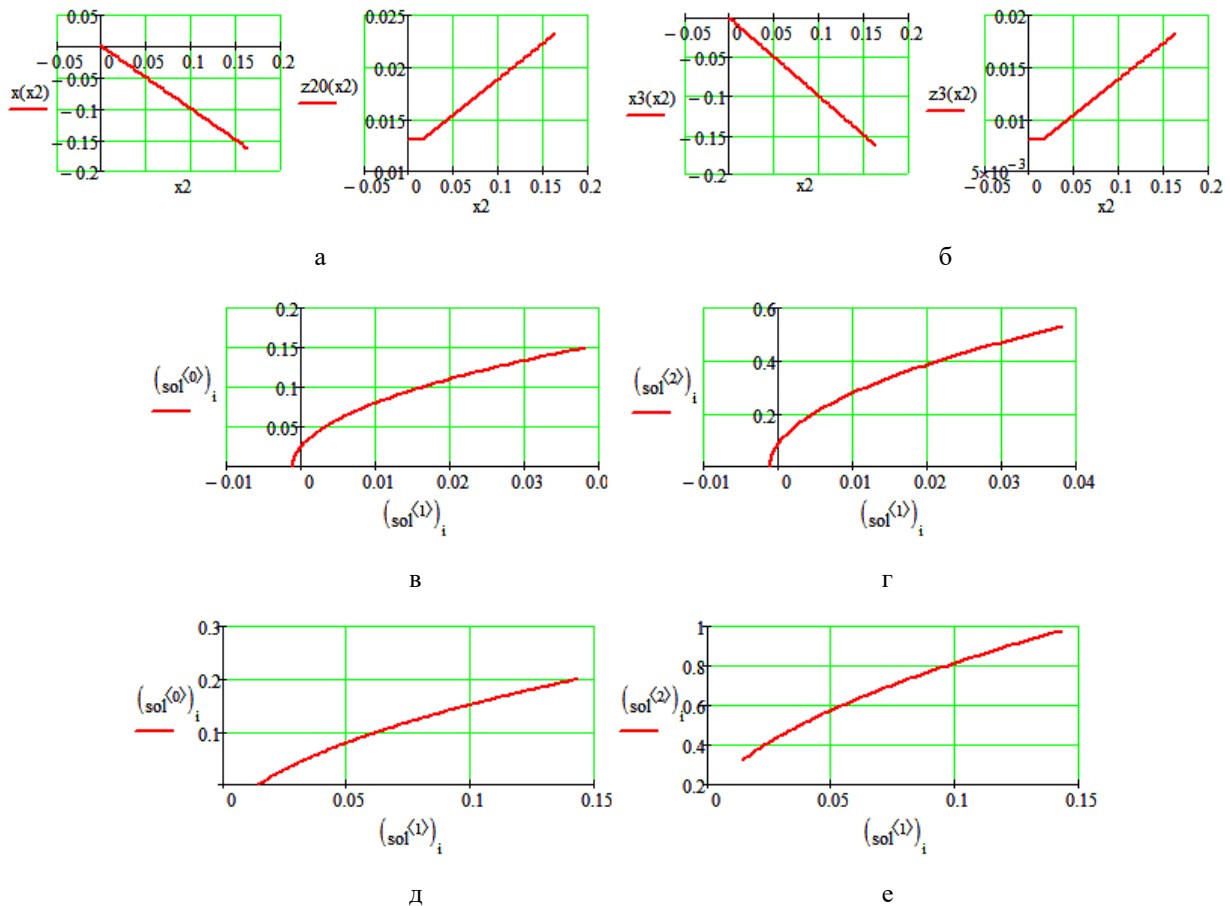 0.05
− 0.05 0 0.05 0.1 0.15 0.2
− 0.05
− 0.1
− 0.15
− 0.2
x(x2)
x2
0.025
0.02
0.015
0.01
− 0.05 0 0.05 0.1 0.15 0.2
z20(x2)
x2
− 0.05 0 0.05 0.1 0.15 0.2
− 0.05
− 0.1
− 0.15
− 0.2
x3(x2)
x2
0.02
0.015
0.01
5×10⁻³
− 0.05 0 0.05 0.1 0.15 0.2
z3(x2)
x2
а
б
0.2
0.15
0.1
0.05
(sol⟨0⟩)i
− 0.01 0 0.01 0.02 0.03 0.0
(sol⟨1⟩)i
0.6
0.4
0.2
(sol⟨2⟩)i
− 0.01 0 0.01 0.02 0.03 0.04
(sol⟨1⟩)i
в
г
0.3
0.2
0.1
(sol⟨0⟩)i
0 0.05 0.1 0.15
(sol⟨1⟩)i
1
0.8
0.6
0.4
0.2
(sol⟨2⟩)i
0 0.05 0.1 0.15
(sol⟨1⟩)i
д
е